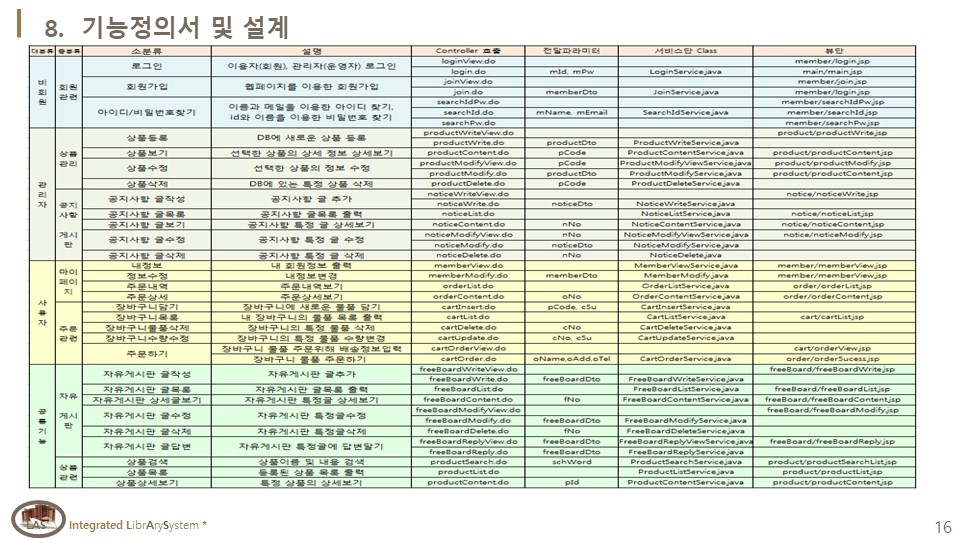 8. 기능정의서 및 설계
대분류 중분류 소분류 설명 Controller 호출 전달파라미터 서비스단 Class 뷰단
비회원 회원관련 로그인 이용자(회원), 관리자(운영자) 로그인 loginView.do member/login.jsp
login.do mId, mPw LoginService.java main/main.jsp
회원가입 웹페이지를 이용한 회원가입 joinView.do member/join.jsp
join.do memberDto JoinService.java member/login.jsp
아이디/비밀번호찾기 이름과 메일을 이용한 아이디 찾기, id와 이름을 이용한 비밀번호 찾기 searchIdPw.do member/searchIdPw.jsp
searchId.do mName, mEmail SearchIdService.java member/searchId.jsp
searchPw.do member/searchPw.jsp
관리자 상품관리 상품등록 DB에 새로운 상품 등록 productWriteView.do product/productWrite.jsp
productWrite.do productDto ProductWriteService.java
상품보기 선택한 상품의 상세 정보 상세보기 productContent.do pCode ProductContentService.java product/productContent.jsp
상품수정 선택한 상품의 정보 수정 productModifyView.do pCode ProductModifyViewService.java product/productModify.jsp
productModify.do productDto ProductModifyService.java product/productContent.jsp
상품삭제 DB에 있는 특정 상품 삭제 productDelete.do pCode ProductDeleteService.java
공지사항 게시판 공지사항 글작성 공지사항 글 추가 noticeWriteView.do notice/noticeWrite.jsp
noticeWrite.do noticeDto NoticeWriteService.java
공지사항 글목록 공지사항 글목록 출력 noticeList.do NoticeListService.java notice/noticeList.jsp
공지사항 글보기 공지사항 특정 글 상세보기 noticeContent.do nNo NoticeContentService.java notice/noticeContent.jsp
공지사항 글수정 공지사항 특정 글 수정 noticeModifyView.do nNo NoticeModifyViewService.java notice/noticeModify.jsp
noticeModify.do noticeDto NoticeModifyService.java
공지사항 글삭제 공지사항 특정 글 삭제 noticeDelete.do nNo NoticeDelete.java
사용자 마이페이지 내정보 내 회원정보 출력 memberView.do MemberViewService.java member/memberView.jsp
정보수정 내정보변경 memberModify.do memberDto MemberModify.java member/memberView.jsp
주문내역 주문내역보기 orderList.do OrderListService.java order/orderList.jsp
주문상세 주문상세보기 orderContent.do oNo OrderContentService.java order/orderContent.jsp
주문관련 장바구니담기 장바구니에 새로운 물품 담기 cartInsert.do pCode, cSu CartInsertService.java
장바구니목록 내 장바구니의 물품 목록 출력 cartList.do CartListService.java cart/cartList.jsp
장바구니물품삭제 장바구니의 특정 물품 삭제 cartDelete.do cNo CartDeleteService.java
장바구니수량수정 장바구니의 특정 물품 수량변경 cartUpdate.do cNo, cSu CartUpdateService.java
주문하기 장바구니 물품 주문위해 배송정보입력 cartOrderView.do cart/orderView.jsp
장바구니 물품 주문하기 cartOrder.do oName,oAdd.oTel CartOrderService.java order/orderSucess.jsp
공통기능 자유게시판 자유게시판 글작성 자유게시판 글추가 freeBoardWriteView.do freeBoard/freeBoardWrite.jsp
freeBoardWrite.do freeBoardDto FreeBoardWriteService.java
자유게시판 글목록 자유게시판 글목록 출력 freeBoardList.do FreeBoardListService.java freeBoard/freeBoardList.jsp
자유게시판 상세글보기 자유게시판 특정글 상세보기 freeBoardContent.do fNo FreeBoardContentService.java freeBoard/freeBoardContent.jsp
자유게시판 글수정 자유게시판 특정글수정 freeBoardModifyView.do freeBoard/freeBoardModify.jsp
freeBoardModify.do freeBoardDto FreeBoardModifyService.java
자유게시판 글삭제 자유게시판 특정글삭제 freeBoardDelete.do fNo FreeBoardDeleteService.java
자유게시판 글답변 자유게시판 특정글에 답변달기 freeBoardReplyView.do freeBoardDto FreeBoardReplyViewService.java freeBoard/freeBoardReply.jsp
freeBoardReply.do freeBoardDto FreeBoardReplyService.java
상품관련 상품검색 상품이름 및 내용 검색 productSearch.do schWord ProductSearchService.java product/productSearchList.jsp
상품목록 등록된 상품 목록 출력 productList.do ProductListService.java product/productList.jsp
상품상세보기 특정 상품의 상세보기 productContent.do pId ProductContentService.java product/productContent.jsp
LAS Integrated LibrArySystem *
16